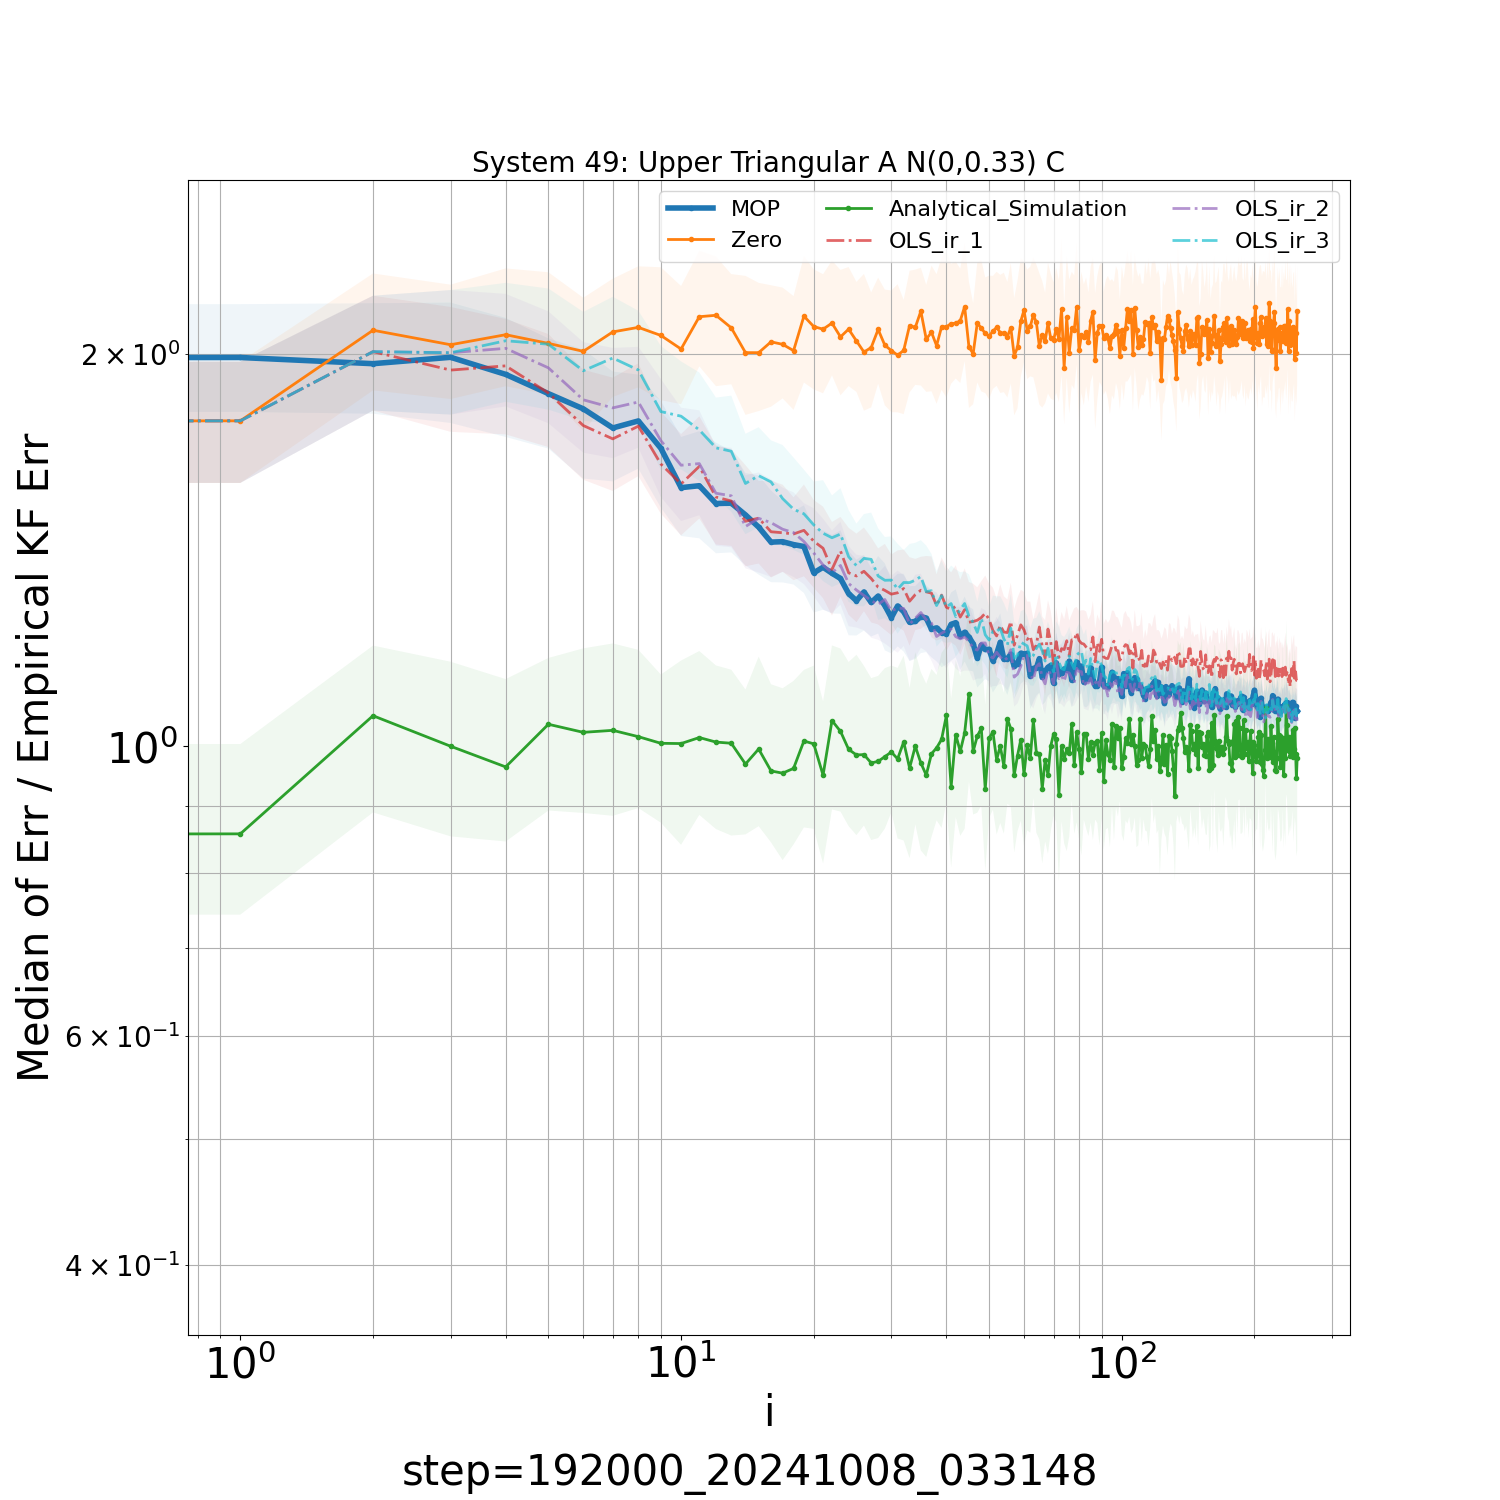 System 49: Upper Triangular A N(0,0.33) C
MOP
Zero
Analytical_Simulation
OLS_ir_1
OLS_ir_2
OLS_ir_3
Median of Err / Empirical KF Err
2 × 10⁰
10⁰
6 × 10⁻¹
4 × 10⁻¹
10⁰ 10¹ 10²
i
step=192000_20241008_033148